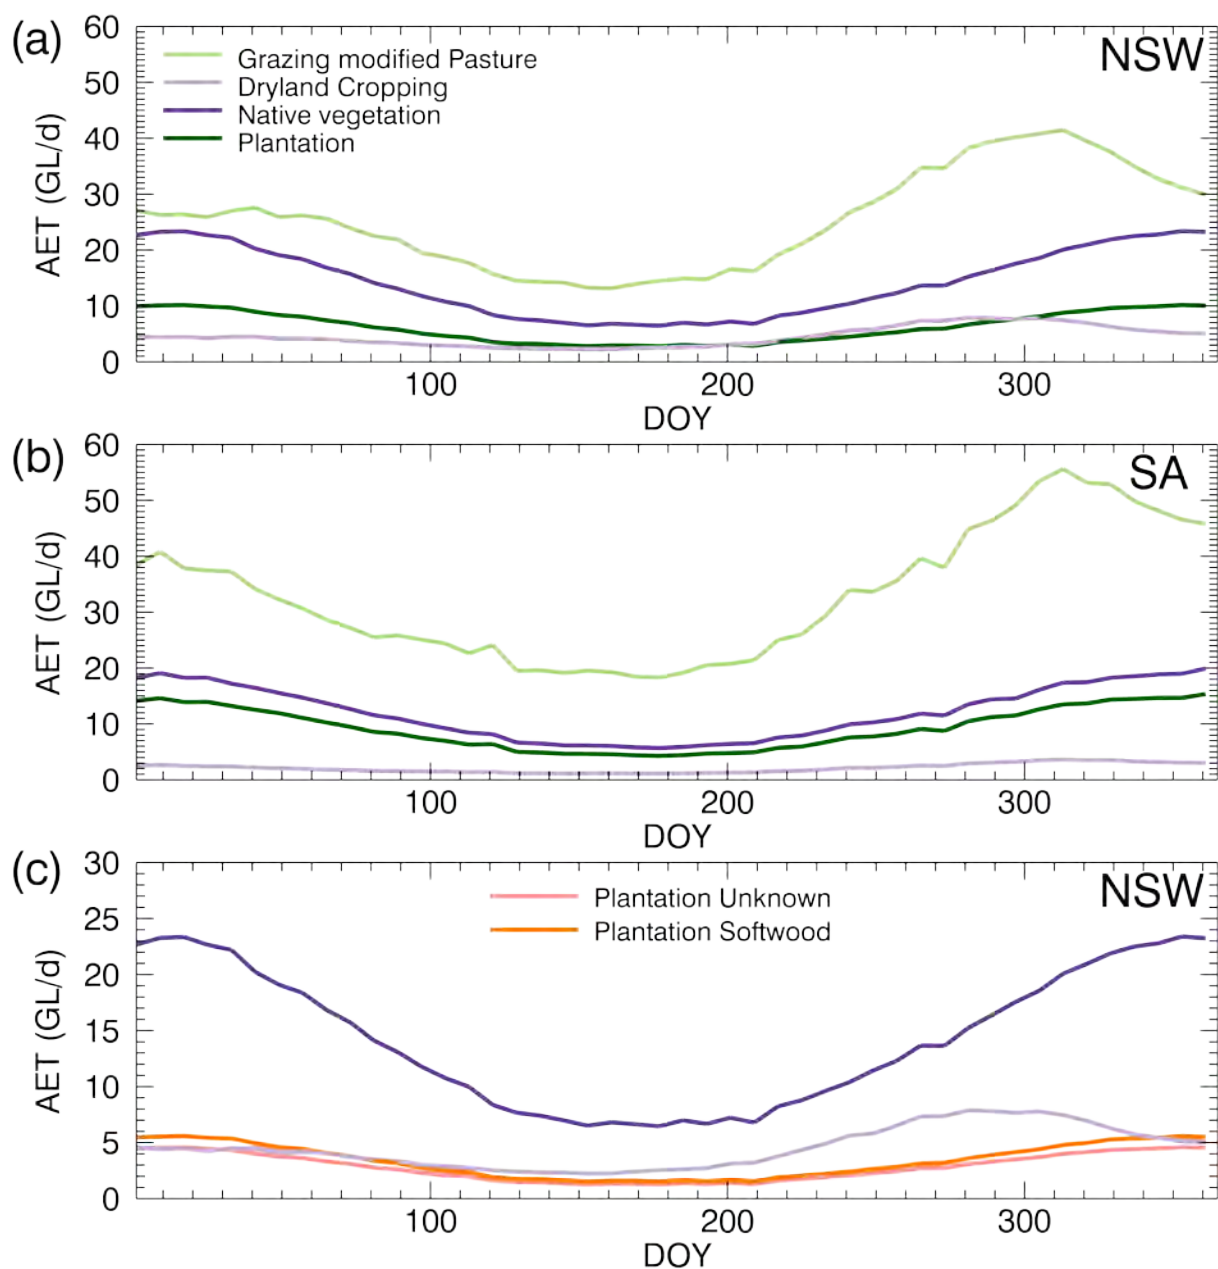 (a)
NSW
Grazing modified Pasture
Dryland Cropping
Native vegetation
Plantation
AET (GL/d)
60
50
40
30
20
10
0
100 200 300
DOY
(b)
SA
AET (GL/d)
60
50
40
30
20
10
0
100 200 300
DOY
(c)
NSW
Plantation Unknown
Plantation Softwood
AET (GL/d)
30
25
20
15
10
5
0
100 200 300
DOY